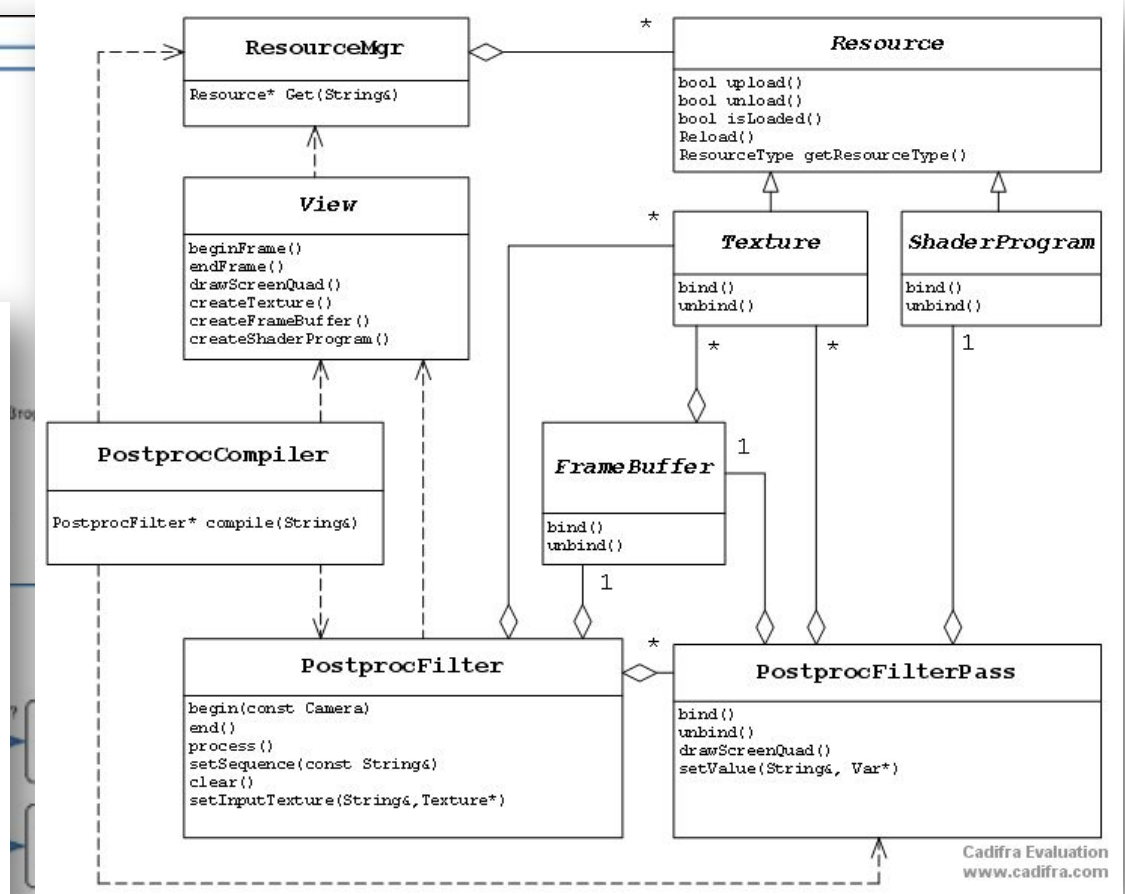 ResourceMgr
Resource* Get(String&)
*
Resource
bool upload()
bool unload()
bool isLoaded()
Reload()
ResourceType getResourceType()
View
beginFrame()
endFrame()
drawScreenQuad()
createTexture()
createFrameBuffer()
createShaderProgram()
*
Texture
bind()
unbind()
ShaderProgram
bind()
unbind()
*
*
1
PostprocCompiler
PostprocFilter* compile(String&)
FrameBuffer
bind()
unbind()
1
1
PostprocFilter
begin(const Camera)
end()
process()
setSequence(const String&)
clear()
setInputTexture(String&,Texture*)
*
PostprocFilterPass
bind()
unbind()
drawScreenQuad()
setValue(String&, Var*)
?
Cadifra Evaluation
www.cadifra.com